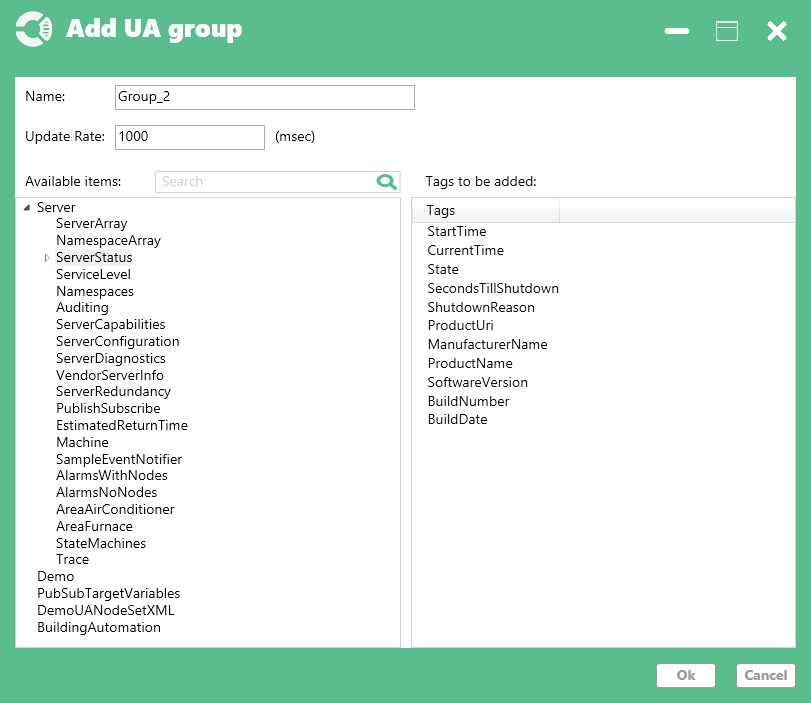 Add UA group
Name: Group_2
Update Rate: 1000 (msec)
Available items: Search
Server
ServerArray
NamespaceArray
ServerStatus
ServiceLevel
Namespaces
Auditing
ServerCapabilities
ServerConfiguration
ServerDiagnostics
VendorServerInfo
ServerRedundancy
PublishSubscribe
EstimatedReturnTime
Machine
SampleEventNotifier
AlarmsWithNodes
AlarmsNoNodes
AreaAirConditioner
AreaFurnace
StateMachines
Trace
Demo
PubSubTargetVariables
DemoUANodeSetXML
BuildingAutomation
Tags to be added:
Tags
StartTime
CurrentTime
State
SecondsTillShutdown
ShutdownReason
ProductUri
ManufacturerName
ProductName
SoftwareVersion
BuildNumber
BuildDate
Ok Cancel